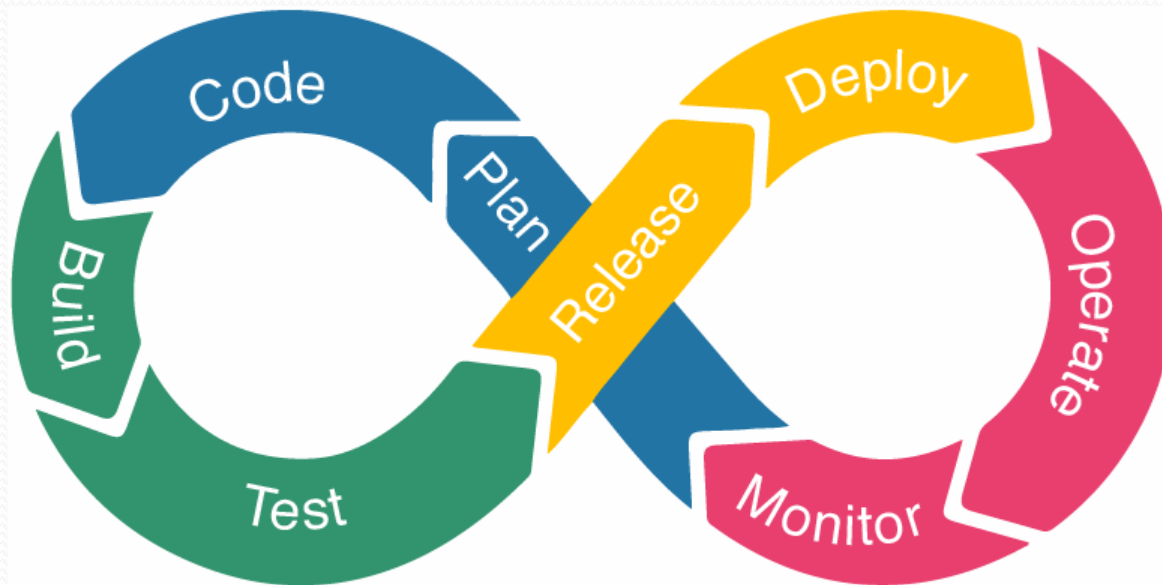 Code
Plan
Build
Test
Release
Deploy
Operate
Monitor